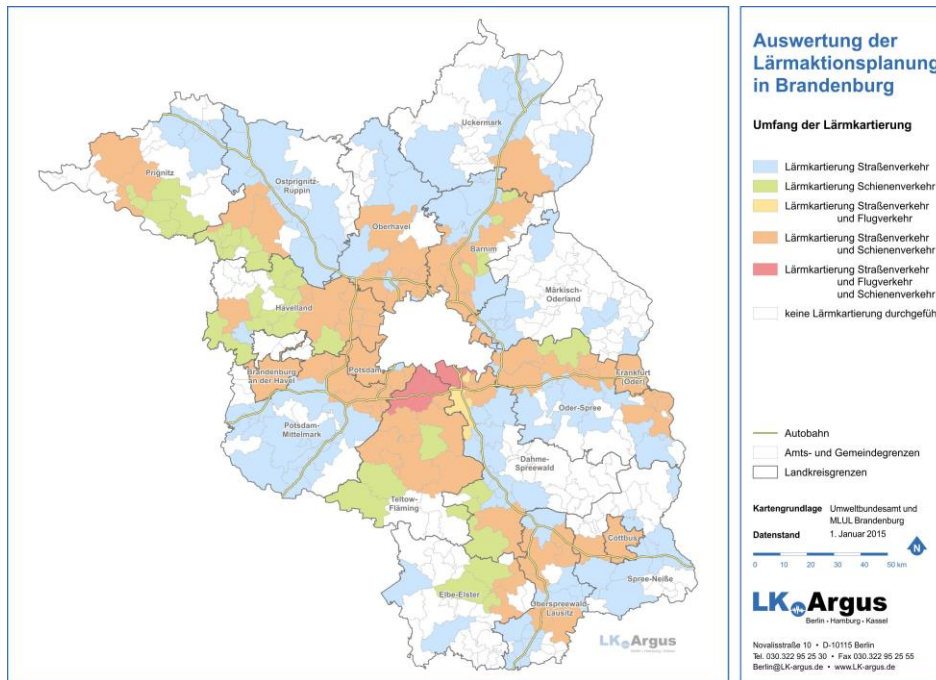 Uckermark
Prignitz
Ostprignitz-
Ruppin
Oberhavel
Barnim
Märkisch-
Oderland
Havelland
Brandenburg
an der Havel
Potsdam
Frankfurt
(Oder)
Potsdam-
Mittelmark
Oder-Spree
Dahme-
Spreewald
Teltow-
Fläming
Cottbus
Spree-Neiße
Elbe-Elster
Oberspreewald
Lausitz
LK Argus
Auswertung der
Lärmaktionsplanung
in Brandenburg
Umfang der Lärmkartierung
Lärmkartierung Straßenverkehr
Lärmkartierung Schienenverkehr
Lärmkartierung Straßenverkehr
und Flugverkehr
Lärmkartierung Straßenverkehr
und Schienenverkehr
Lärmkartierung Straßenverkehr
und Flugverkehr
und Schienenverkehr
keine Lärmkartierung durchgefüh
Autobahn
Amts- und Gemeindegrenzen
Landkreisgrenzen
Kartengrundlage Umweltbundesamt und
MLUL Brandenburg
Datenstand 1. Januar 2015
N
0 10 20 30 40 50 km
LK Argus
Berlin • Hamburg • Kassel
Novalisstraße 10 • D-10115 Berlin
Tel. 030.322 95 25 30 • Fax 030.322 95 25 55
Berlin@LK-argus.de • www.LK-argus.de